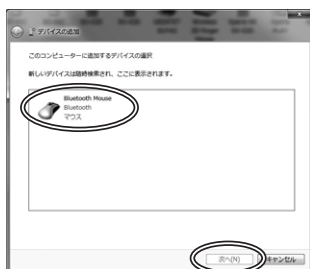 デバイスの追加
このコンピューターに追加するデバイスの選択
新しいデバイスは随時検索され、ここに表示されます。
Bluetooth Mouse
Bluetooth
マウス
次へ(N)
キャンセル